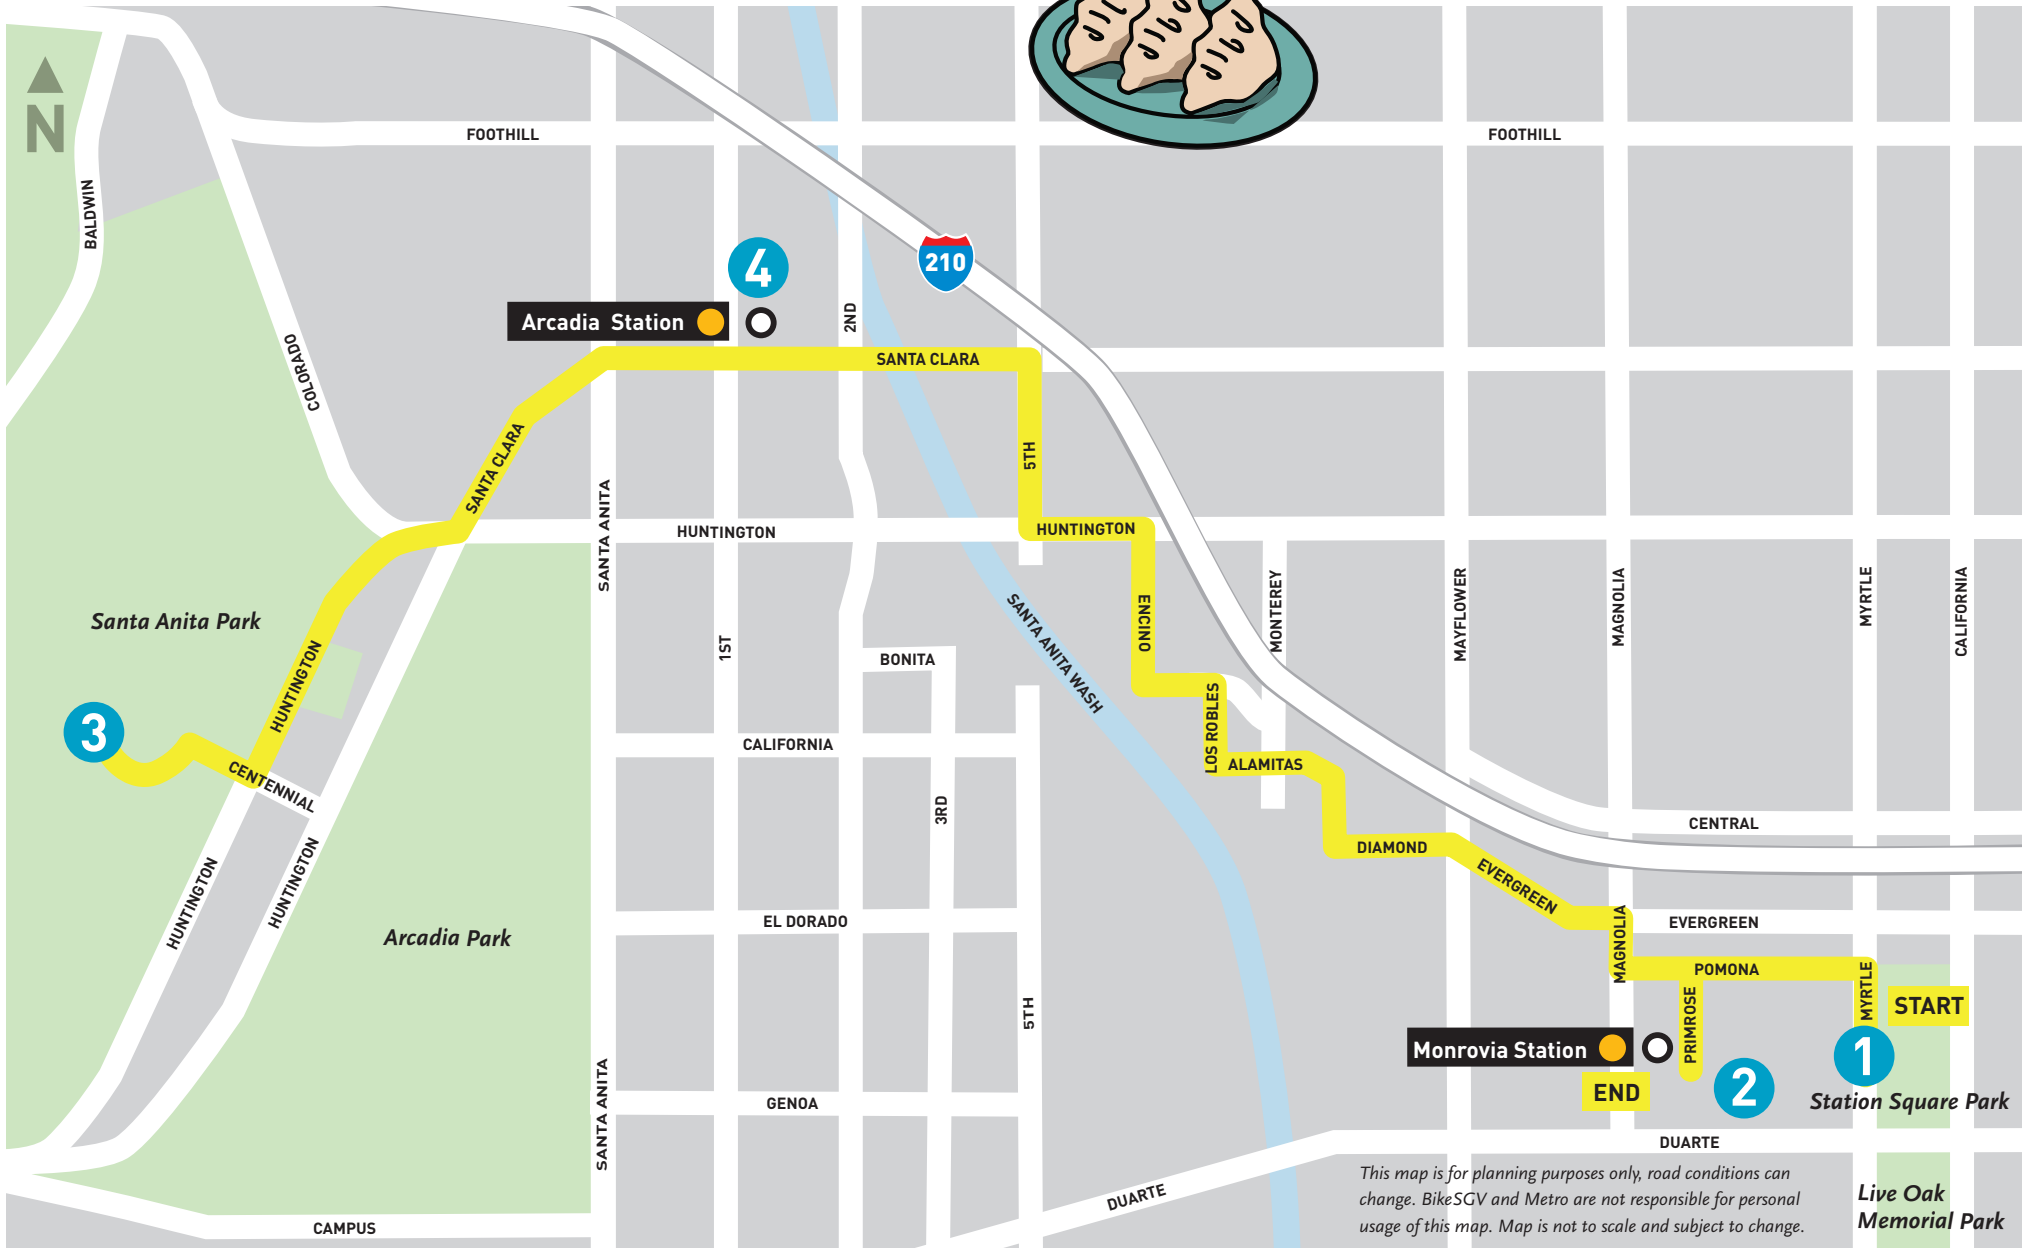 N
FOOTHILL
FOOTHILL
BALDWIN
4
210
Arcadia Station
2ND
COLORADO
SANTA CLARA
SANTA CLARA
5TH
SANTA ANITA
HUNTINGTON
HUNTINGTON
ENCINO
MONTEREY
MAYFLOWER
MAGNOLIA
MYRTLE
CALIFORNIA
Santa Anita Park
1ST
BONITA
SANTA ANITA WASH
HUNTINGTON
3
CENTENNIAL
CALIFORNIA
LOS ROBLES
ALAMITAS
3RD
CENTRAL
DIAMOND
EVERGREEN
HUNTINGTON
HUNTINGTON
Arcadia Park
EL DORADO
MAGNOLIA
EVERGREEN
POMONA
MYRTLE
START
5TH
PRIMROSE
Monrovia Station
END
2
1
Station Square Park
SANTA ANITA
GENOA
DUARTE
DUARTE
CAMPUS
This map is for planning purposes only, road conditions can
change. BikeSGV and Metro are not responsible for personal
usage of this map. Map is not to scale and subject to change.
Live Oak
Memorial Park